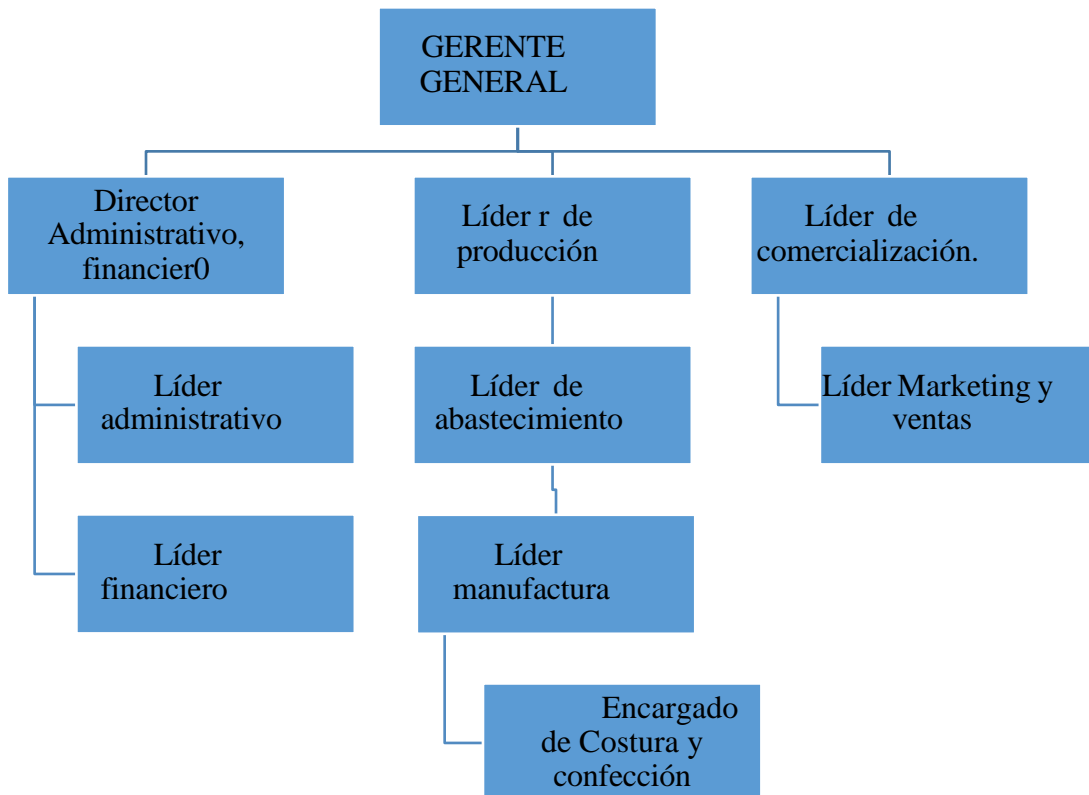 GERENTE
GENERAL
Director
Administrativo,
financier0
Líder r de
producción
Líder de
comercialización.
Líder
administrativo
Líder de
abastecimiento
Líder Marketing y
ventas
Líder
financiero
Líder
manufactura
Encargado
de Costura y
confección